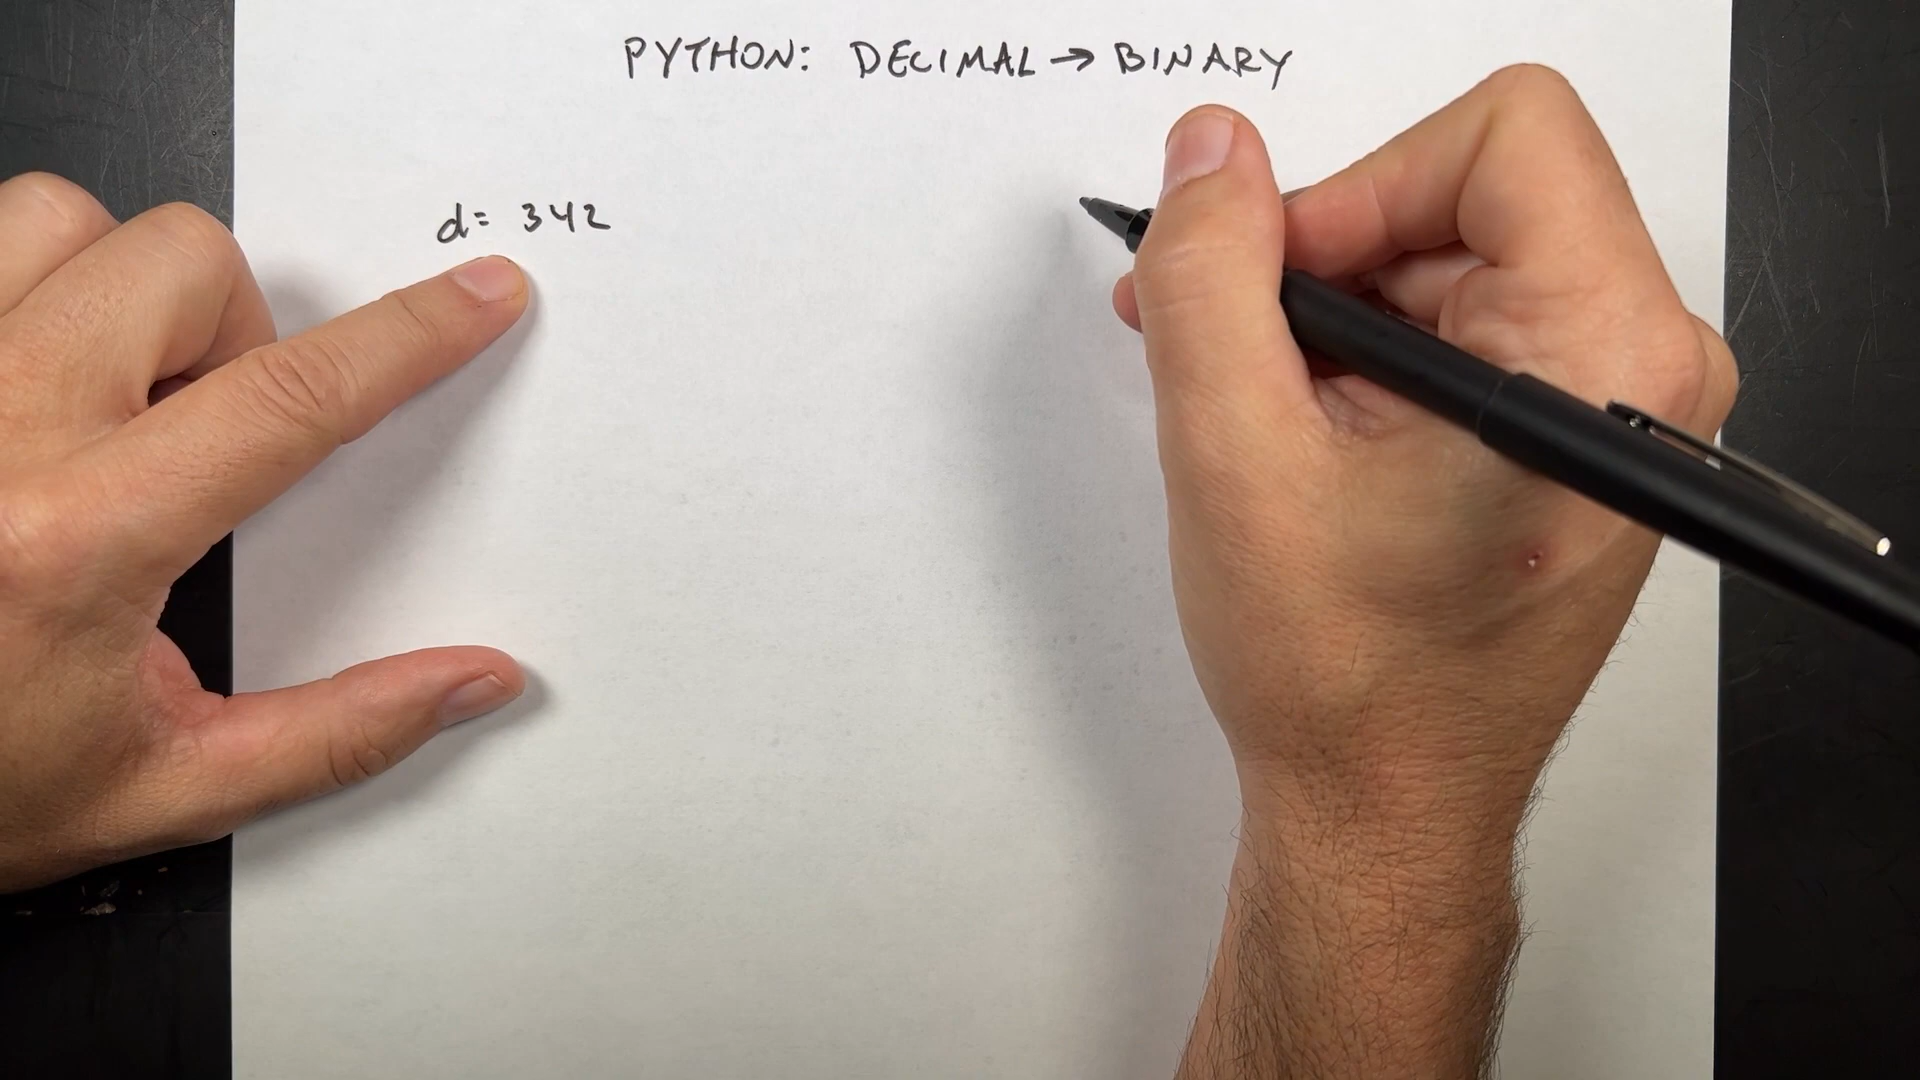 PYTHON: DECIMAL → BINARY
d= 342